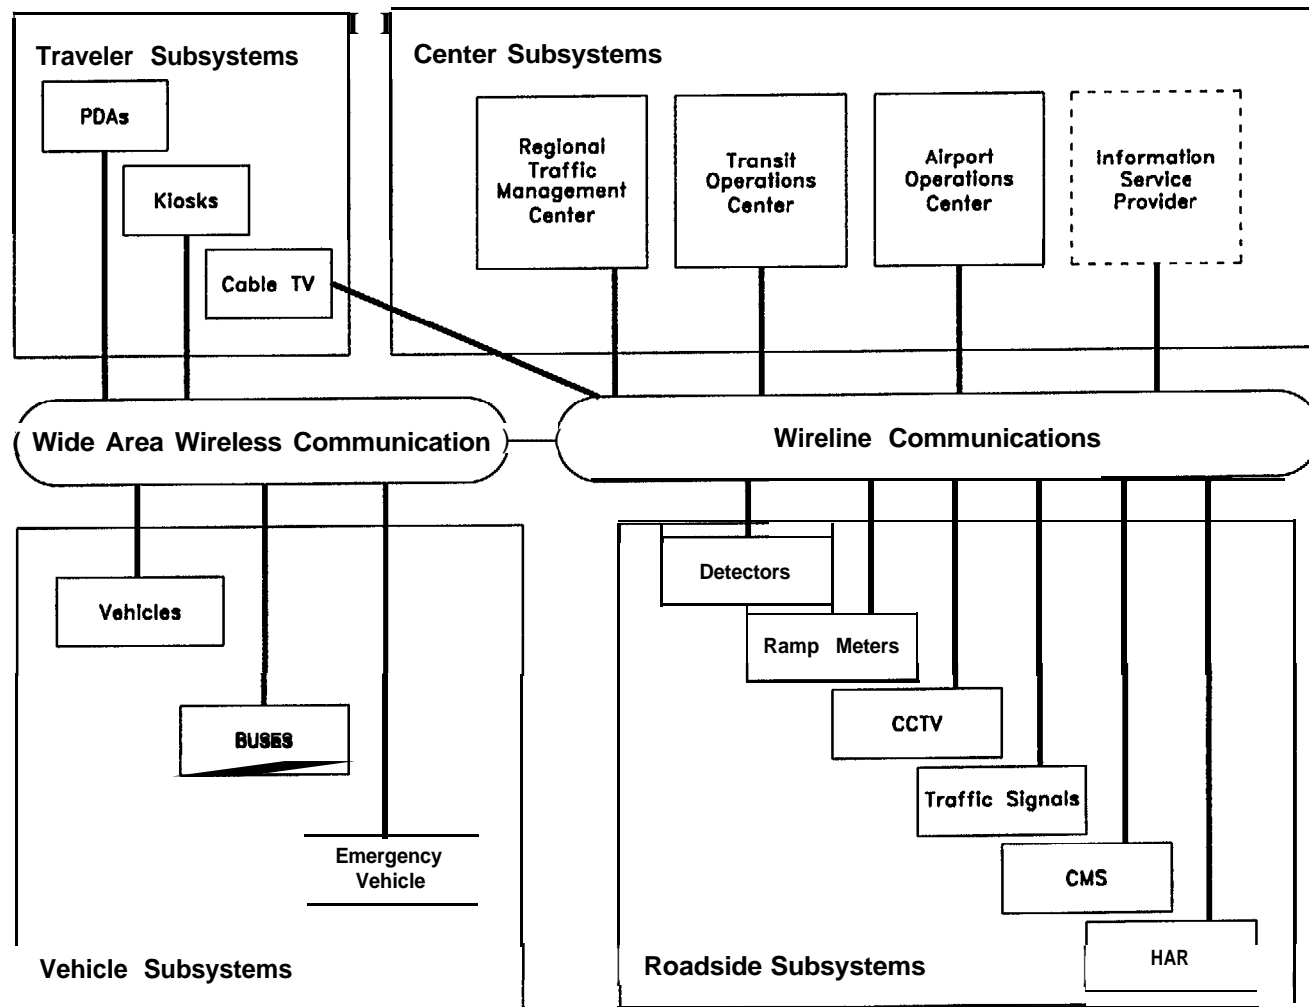 Traveler Subsystems
PDAs
Kiosks
Cable TV
Center Subsystems
Regional
Traffic
Management
Center
Transit
Operations
Center
Airport
Operations
Center
Information
Service
Provider
Wide Area Wireless Communication
Wireline Communications
Vehicles
BUSES
Emergency
Vehicle
Vehicle Subsystems
Detectors
Ramp Meters
CCTV
Traffic Signals
CMS
HAR
Roadside Subsystems